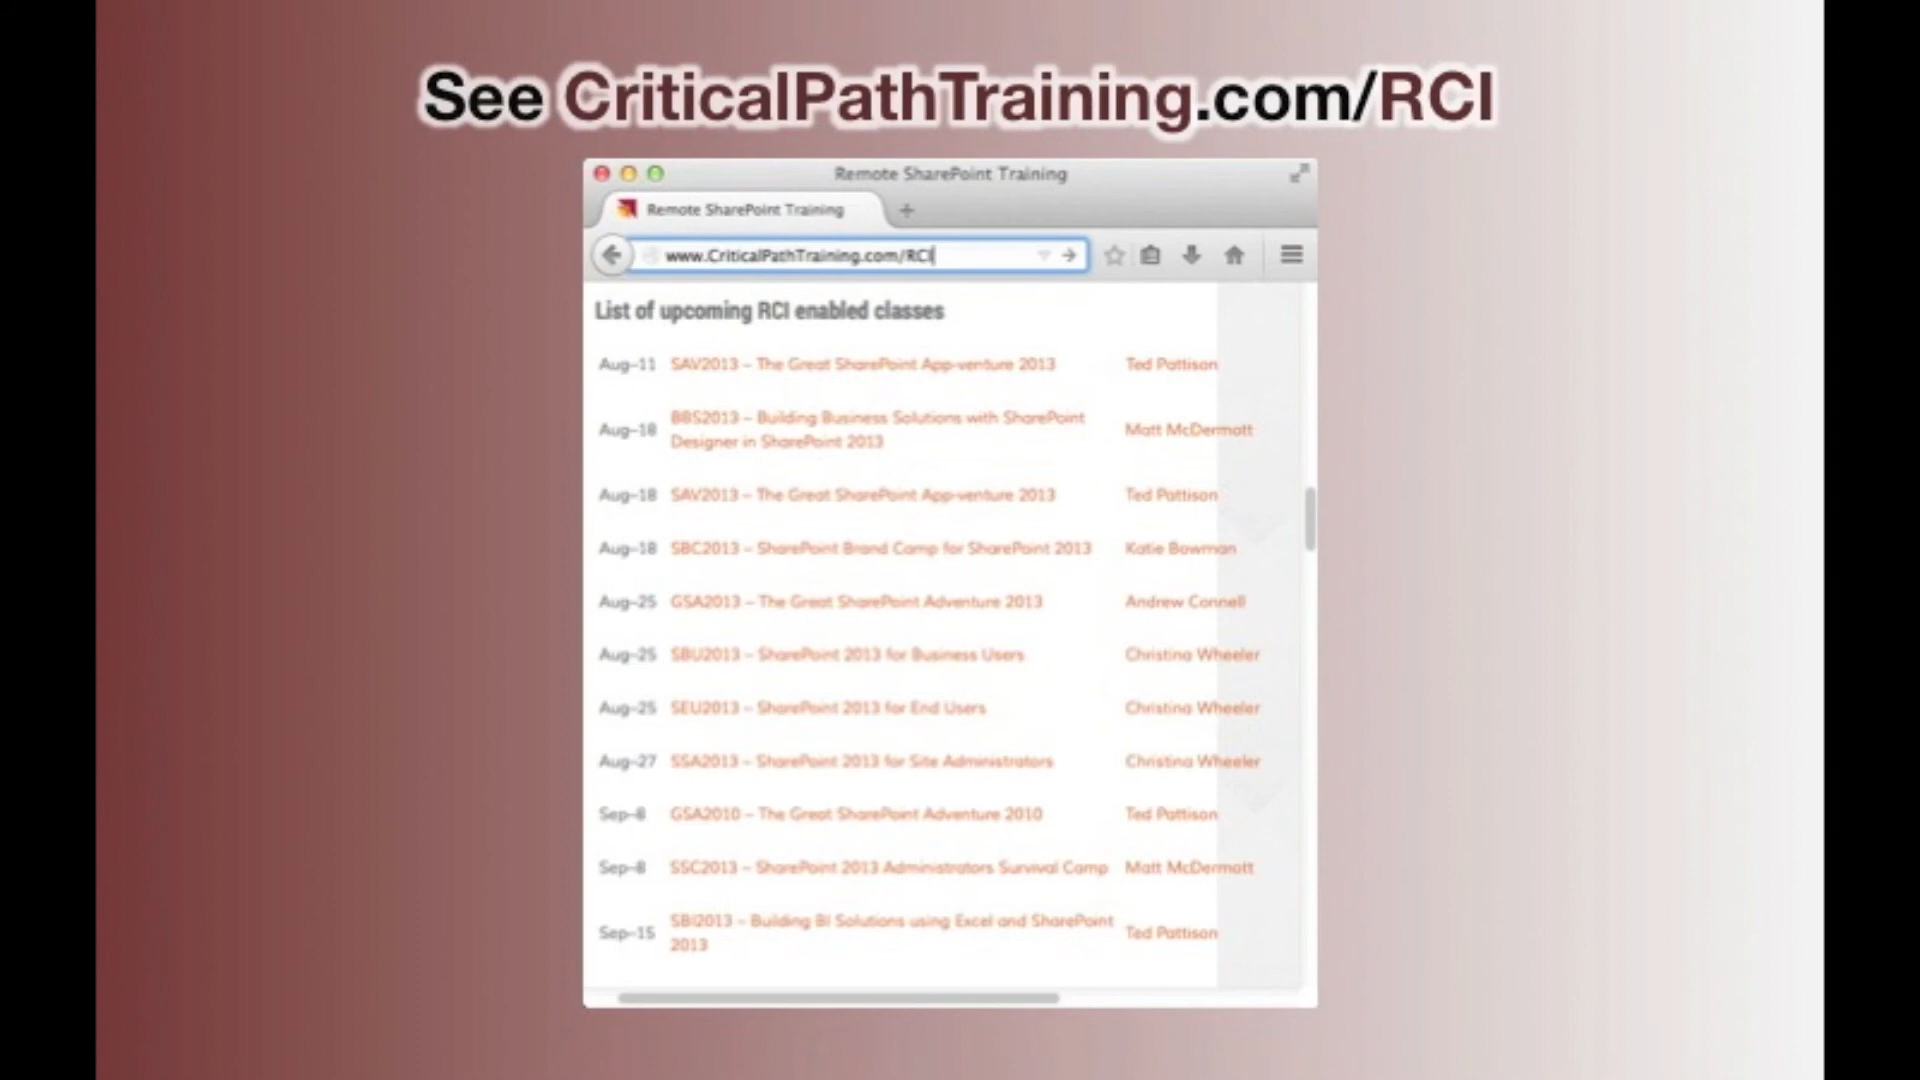 See CriticalPathTraining.com/RCI
Remote SharePoint Training
Remote SharePoint Training
www.CriticalPathTraining.com/RCI
List of upcoming RCI enabled classes
Aug-11 SAV2013 – The Great SharePoint App-venture 2013 Ted Pattison
Aug-18 BBS2013 – Building Business Solutions with SharePoint Designer in SharePoint 2013 Matt McDermott
Aug-18 SAV2013 – The Great SharePoint App-venture 2013 Ted Pattison
Aug-18 SBC2013 – SharePoint Brand Camp for SharePoint 2013 Katie Bowman
Aug-25 GSA2013 – The Great SharePoint Adventure 2013 Andrew Connell
Aug-25 SBU2013 – SharePoint 2013 for Business Users Christina Wheeler
Aug-25 SEU2013 – SharePoint 2013 for End Users Christina Wheeler
Aug-27 SSA2013 – SharePoint 2013 for Site Administrators Christina Wheeler
Sep-8 GSA2010 – The Great SharePoint Adventure 2010 Ted Pattison
Sep-8 SSC2013 – SharePoint 2013 Administrators Survival Camp Matt McDermott
Sep-15 SBI2013 – Building BI Solutions using Excel and SharePoint 2013 Ted Pattison